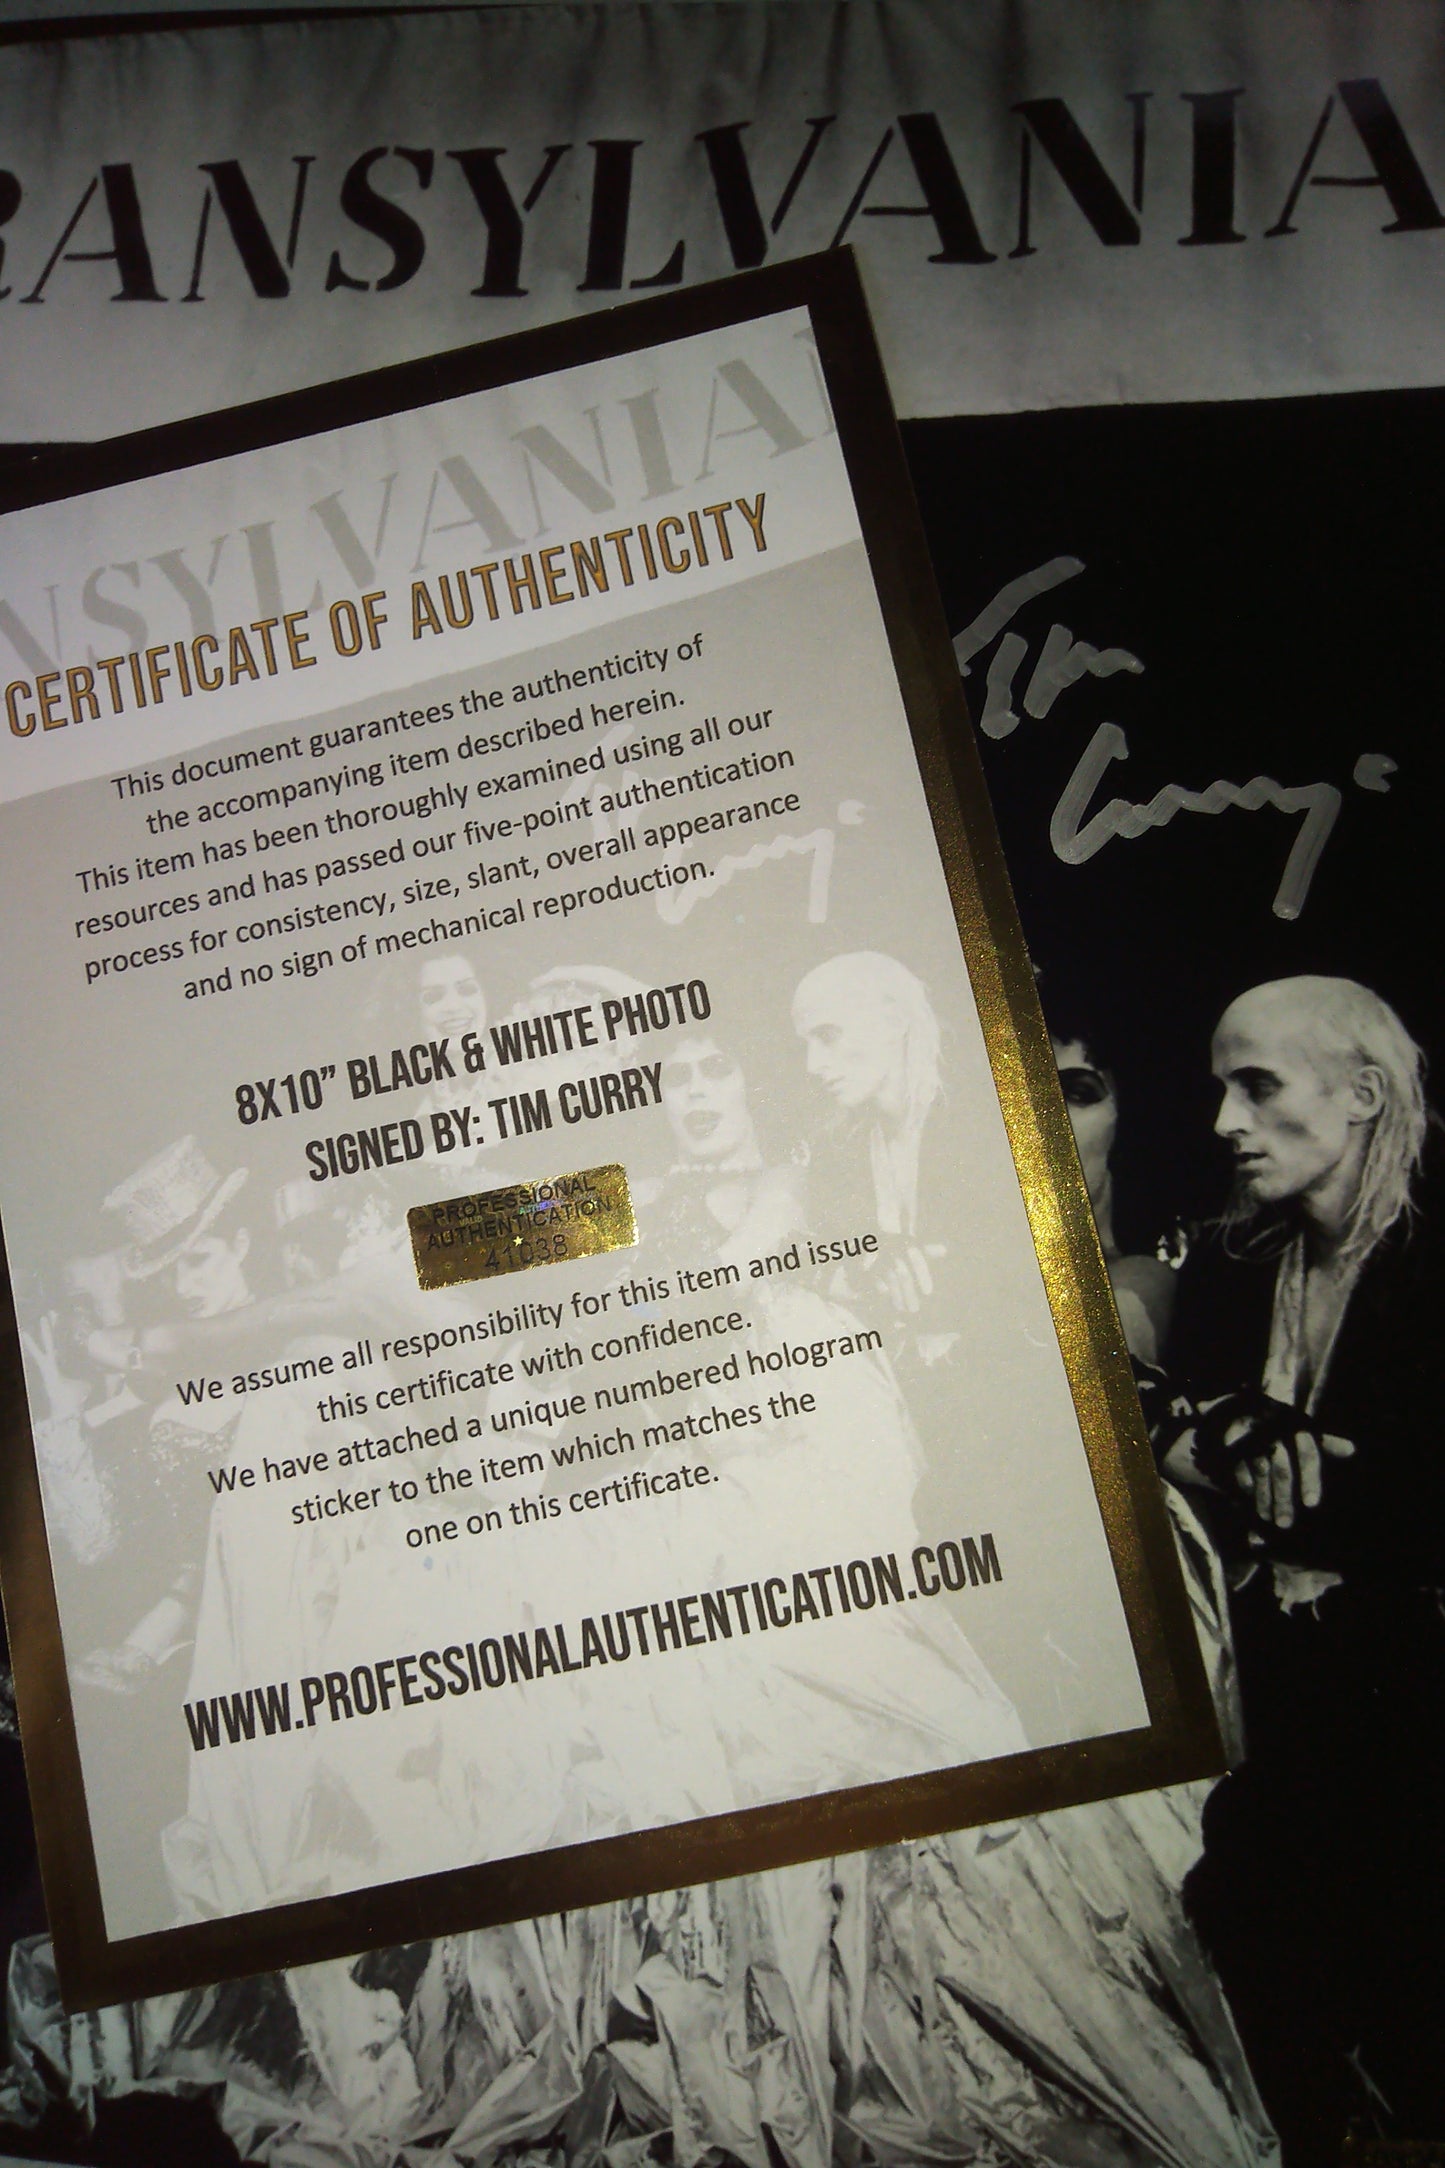 RANSYLVANIA
NSYLVANIA
CERTIFICATE OF AUTHENTICITY
This document guarantees the authenticity of
the accompanying item described herein.
This item has been thoroughly examined using all our
resources and has passed our five-point authentication
process for consistency, size, slant, overall appearance
and no sign of mechanical reproduction.
8X10” BLACK & WHITE PHOTO
SIGNED BY: TIM CURRY
PROFESSIONAL
AUTHENTICATION
41038
We assume all responsibility for this item and issue
this certificate with confidence.
We have attached a unique numbered hologram
sticker to the item which matches the
one on this certificate.
WWW.PROFESSIONALAUTHENTICATION.COM
Tim
Curry